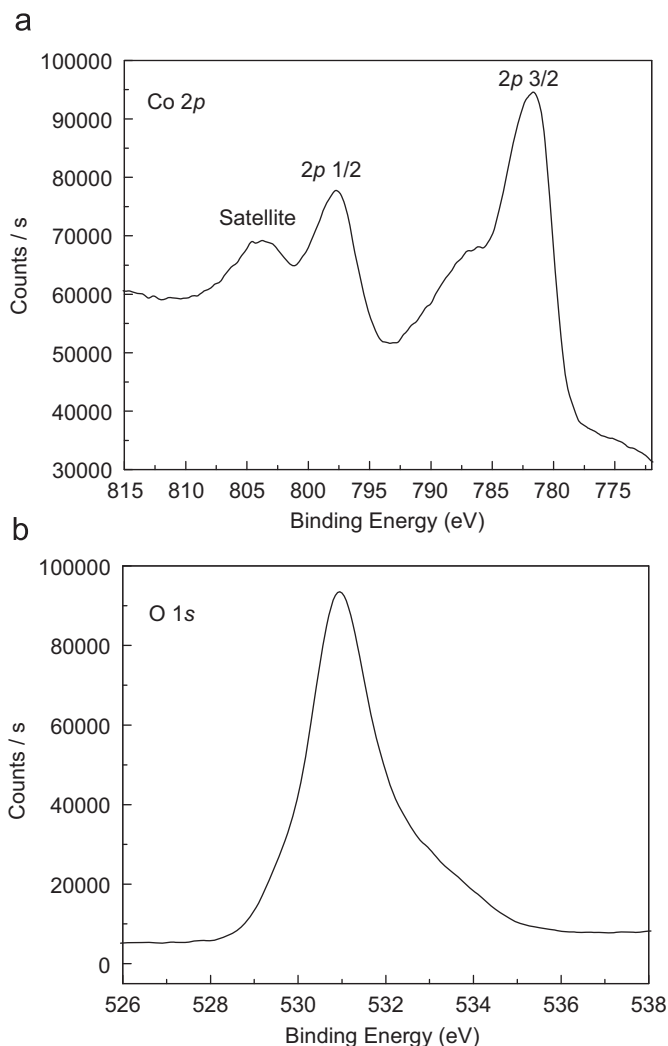 a
100000
90000
80000
70000
60000
50000
40000
30000
Counts / s
Co 2p
Satellite
2p 1/2
2p 3/2
815 810 805 800 795 790 785 780 775
Binding Energy (eV)
b
100000
80000
60000
40000
20000
0
Counts / s
O 1s
526 528 530 532 534 536 538
Binding Energy (eV)